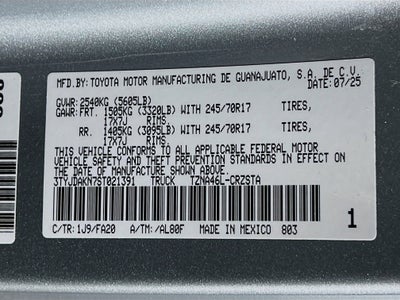 MFD.BY:TOYOTA MOTOR MANUFACTURING DE GUANAJUATO, S.A. DE C.V.
DATE:07/25
GVWR:2540KG (5605LB)
GAWR:FRT. 1505KG (3320LB) WITH 245/70R17 TIRES,
17X7J RIMS
RR. 1405KG (3095LB) WITH 245/70R17 TIRES,
17X7J RIMS
THIS VEHICLE CONFORMS TO ALL APPLICABLE FEDERAL MOTOR
VEHICLE SAFETY AND THEFT PREVENTION STANDARDS IN EFFECT ON
THE DATE OF MANUFACTURE SHOWN ABOVE.
3TYJDAKN7ST021391 TRUCK TZNA46L-CRZSTA
1
C/TR:1J9/FA20 A/TM:/AL80F MADE IN MEXICO 803